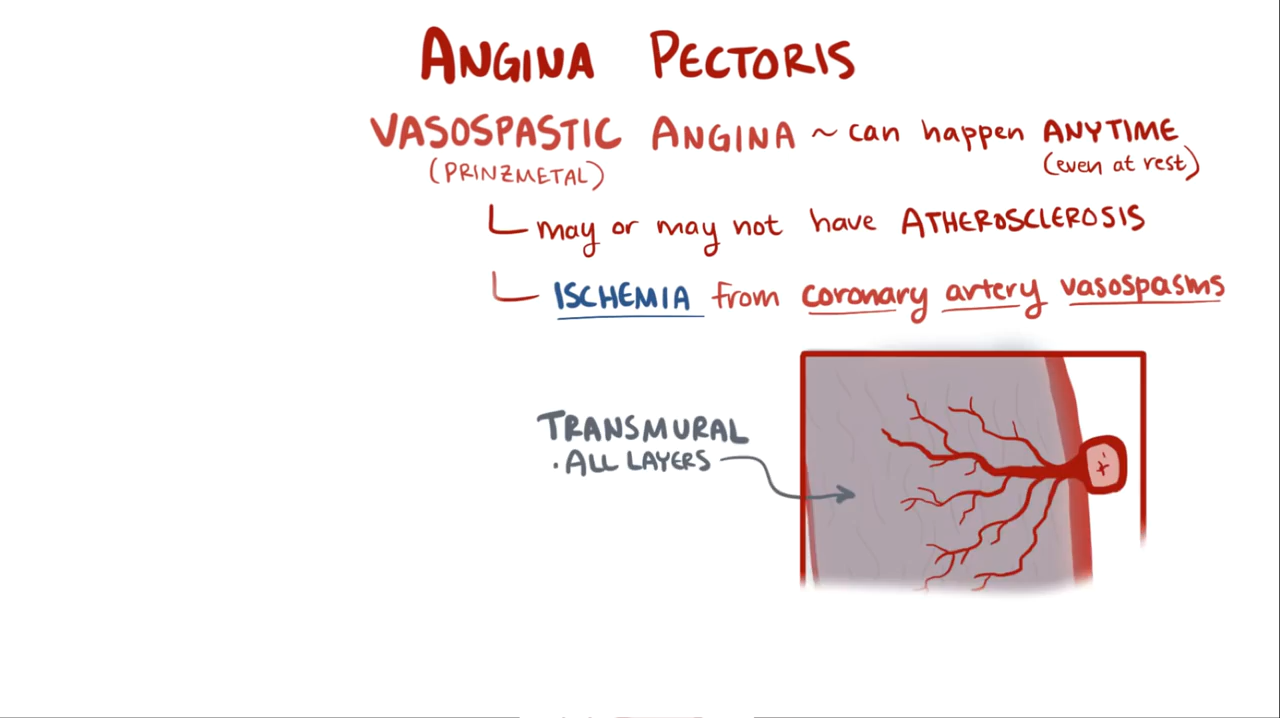 ANGINA PECTORIS
VASOSPASTIC ANGINA ~ can happen ANYTIME
(PRINZMETAL) (even at rest)
may or may not have ATHEROSCLEROSIS
ISCHEMIA from coronary artery vasospasms
TRANSMURAL
• ALL LAYERS